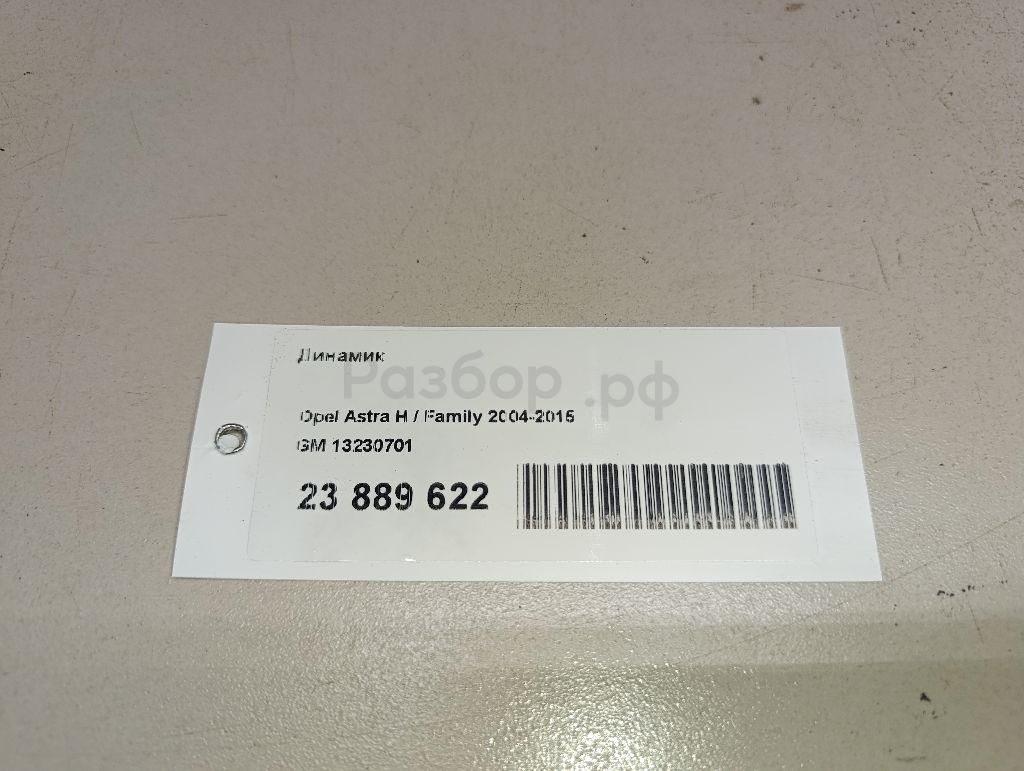 Динамик
Разбор.рф
Opel Astra H / Family 2004-2015
GM 13230701
23 889 622